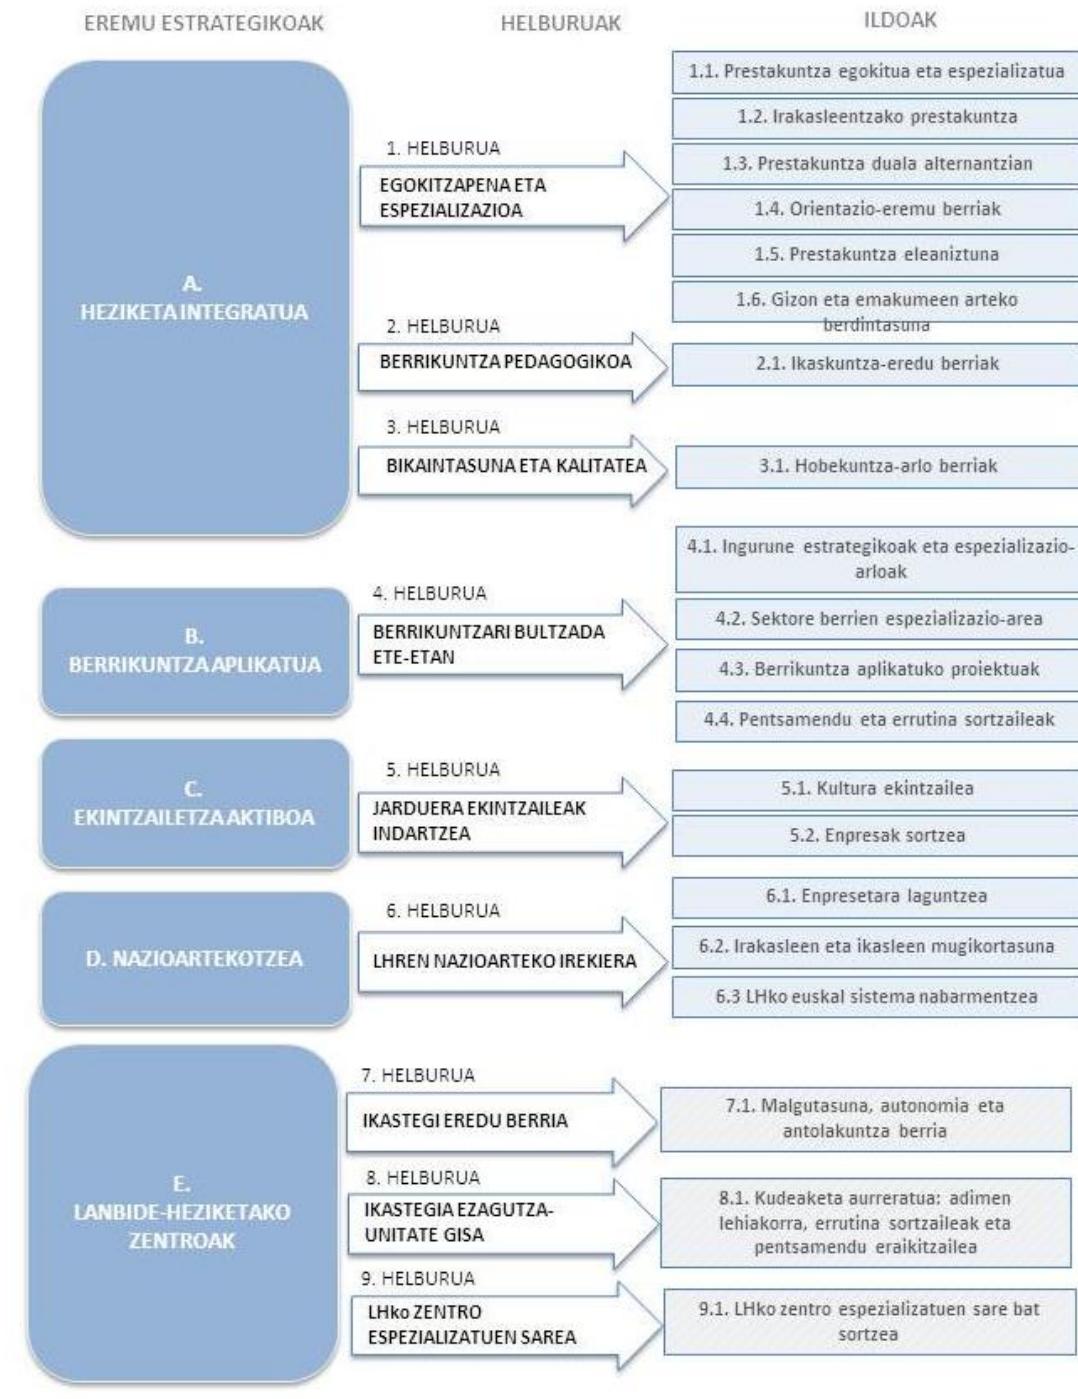 EREMU ESTRATEGIKOAK
HELBURUAK
ILDOAK
A.
HEZIKETA INTEGRATUA
1. HELBURUA
EGOKITZAPENA ETA
ESPEZIALIZAZIOA
1.1. Prestakuntza egokitua eta espezializatua
1.2. Irakasleentzako prestakuntza
1.3. Prestakuntza duala alternantzian
1.4. Orientazio-eremu berriak
1.5. Prestakuntza eleaniztuna
1.6. Gizon eta emakumeen arteko
berdintasuna
2. HELBURUA
BERRIKUNTZA PEDAGOGIKOA
2.1. Ikaskuntza-eredu berriak
3. HELBURUA
BIKAINTASUNA ETA KALITATEA
3.1. Hobekuntza-arlo berriak
B.
BERRIKUNTZA APLIKATUA
4. HELBURUA
BERRIKUNTZARI BULTZADA
ETE-ETAN
4.1. Ingurune estrategikoak eta espezializazio-
arloak
4.2. Sektore berrien espezializazio-area
4.3. Berrikuntza aplikatuko proiektuak
4.4. Pentsamendu eta errutina sortzaileak
C.
EKINTZAILETZA AKTIBOA
5. HELBURUA
JARDUERA EKINTZAILEAK
INDARTZEA
5.1. Kultura ekintzailea
5.2. Enpresak sortzea
D. NAZIOARTEKOTZEA
6. HELBURUA
LHREN NAZIOARTEKO IREKIERA
6.1. Enpresetara laguntzea
6.2. Irakasleen eta ikasleen mugikortasuna
6.3 LHko euskal sistema nabarmentzea
E.
LANBIDE-HEZIKETAKO
ZENTROAK
7. HELBURUA
IKASTEGI EREDU BERRIA
7.1. Malgutasuna, autonomia eta
antolakuntza berria
8. HELBURUA
IKASTEGIA EZAGUTZA-
UNITATE GISA
8.1. Kudeaketa aurreratua: adimen
lehiakorra, errutina sortzaileak eta
pentsamendu eraikitzailea
9. HELBURUA
LHko ZENTRO
ESPEZIALIZATUEN SAREA
9.1. LHko zentro espezializatuen sare bat
sortzea